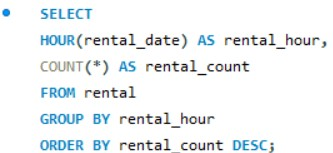 SELECT
HOUR(rental_date) AS rental_hour,
COUNT(*) AS rental_count
FROM rental
GROUP BY rental_hour
ORDER BY rental_count DESC;